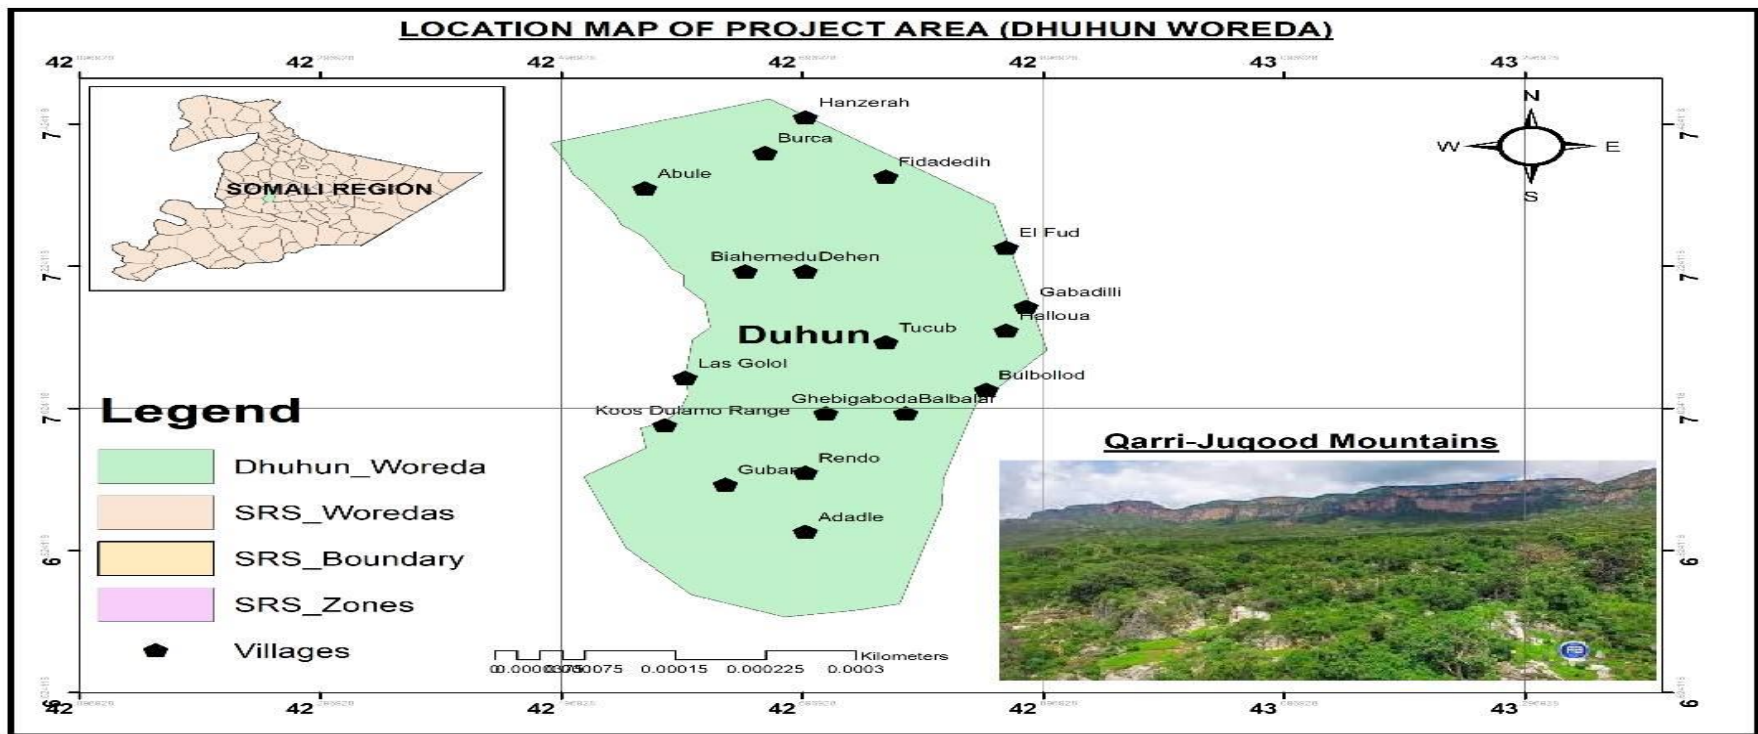 LOCATION MAP OF PROJECT AREA (DHUHUN WOREDA)
42 42 42 42 42 43 43
Hanzerah
N
7 7
Burca
W E
Fidadedih
Abule
SOMALI REGION
S
El Fud
BiahemeduDehen
7 7
Gabadilli
Halloua
Duhun
Tucub
Las Golol
Bulbollod
GhebigabodaBalbalar
Legend
Koos Dulamo Range
7 7
Qarri-Juqood Mountains
Dhuhun_Woreda
Rendo
Guban
SRS_Woredas
Adadle
SRS_Boundary
6 6
SRS_Zones
Villages
Kilometers
0.00015 0.000225 0.0003
6 6
42 42 42 42 42 43 43